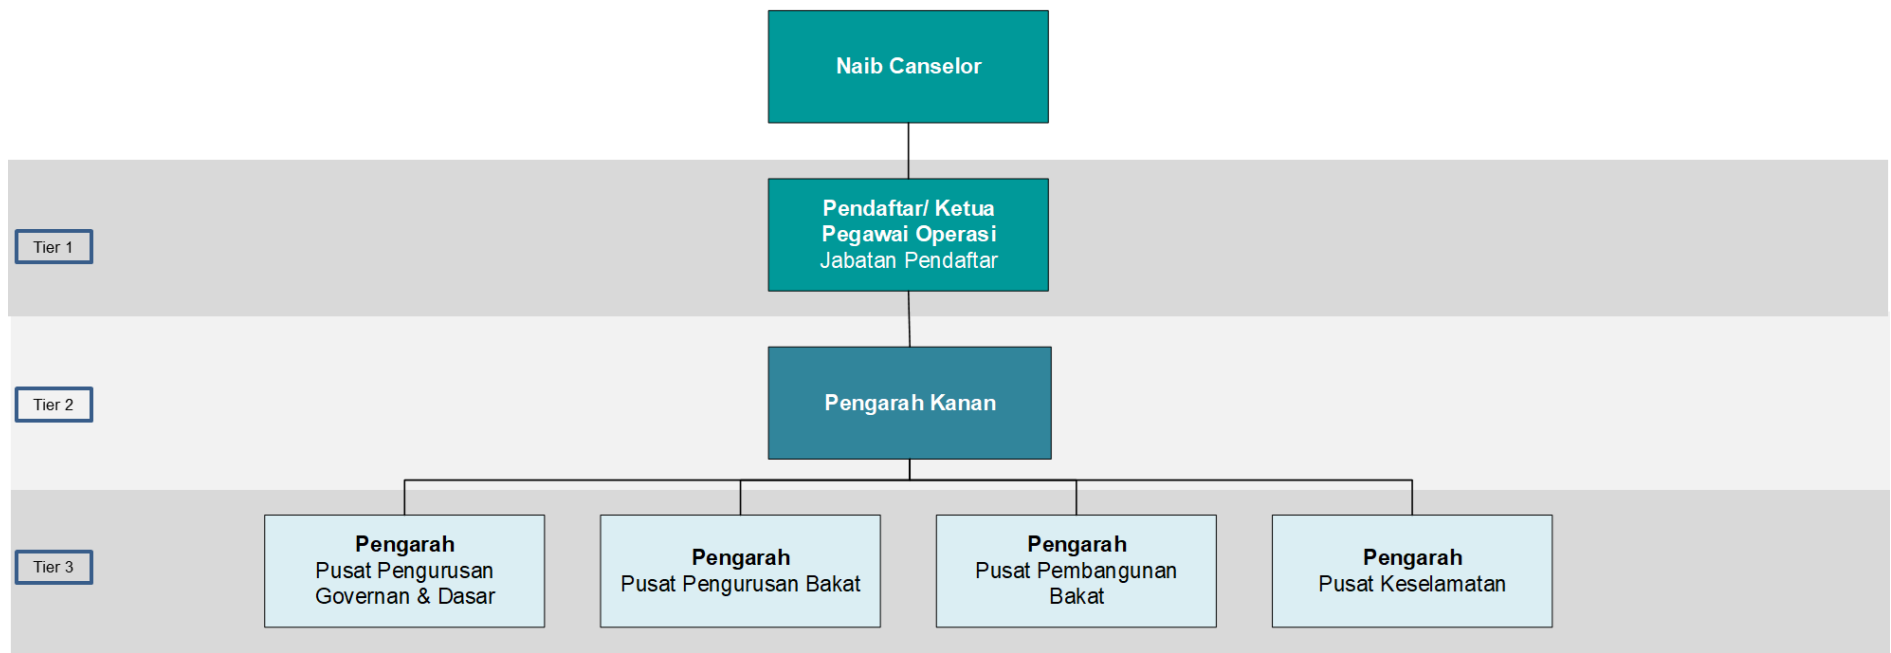 Naib Canselor
Tier 1
Pendaftar/ Ketua
Pegawai Operasi
Jabatan Pendaftar
Tier 2
Pengarah Kanan
Tier 3
Pengarah
Pusat Pengurusan
Governan & Dasar
Pengarah
Pusat Pengurusan Bakat
Pengarah
Pusat Pembangunan
Bakat
Pengarah
Pusat Keselamatan